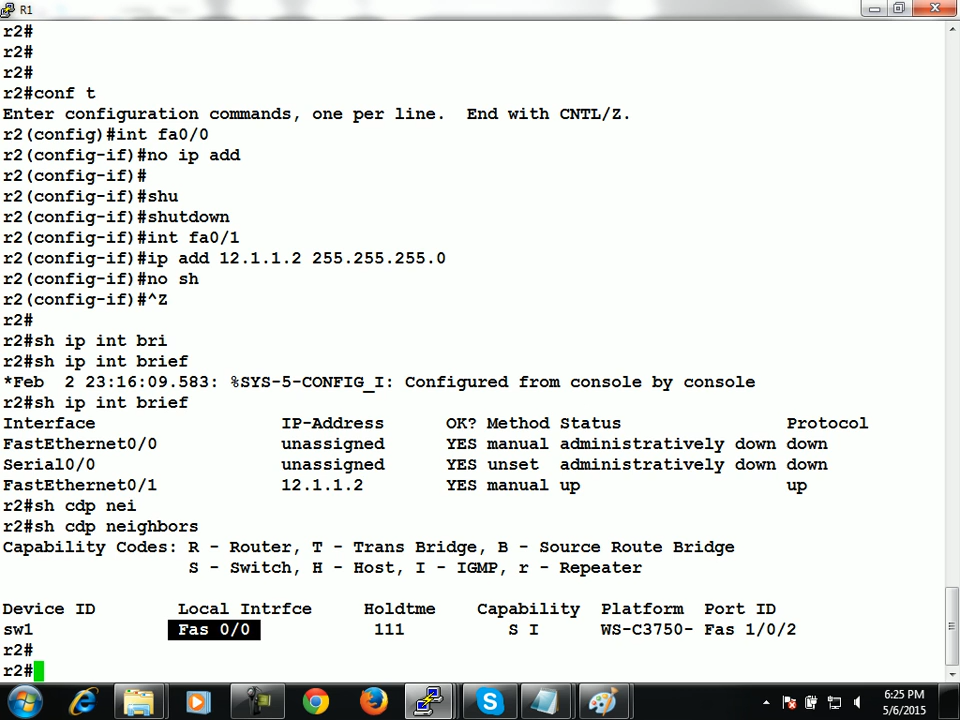 R1
r2#
r2#
r2#
r2#conf t
Enter configuration commands, one per line.  End with CNTL/Z.
r2(config)#int fa0/0
r2(config-if)#no ip add
r2(config-if)#
r2(config-if)#shu
r2(config-if)#shutdown
r2(config-if)#int fa0/1
r2(config-if)#ip add 12.1.1.2 255.255.255.0
r2(config-if)#no sh
r2(config-if)#^Z
r2#
r2#sh ip int bri
r2#sh ip int brief
*Feb  2 23:16:09.583: %SYS-5-CONFIG_I: Configured from console by console
r2#sh ip int brief
Interface                  IP-Address      OK? Method Status                Protocol
FastEthernet0/0            unassigned      YES manual administratively down down
Serial0/0                  unassigned      YES unset  administratively down down
FastEthernet0/1            12.1.1.2        YES manual up                    up
r2#sh cdp nei
r2#sh cdp neighbors
Capability Codes: R - Router, T - Trans Bridge, B - Source Route Bridge
                  S - Switch, H - Host, I - IGMP, r - Repeater
Device ID        Local Intrfce     Holdtme    Capability  Platform  Port ID
sw1              Fas 0/0            111          S I      WS-C3750- Fas 1/0/2
r2#
r2#
6:25 PM
5/6/2015